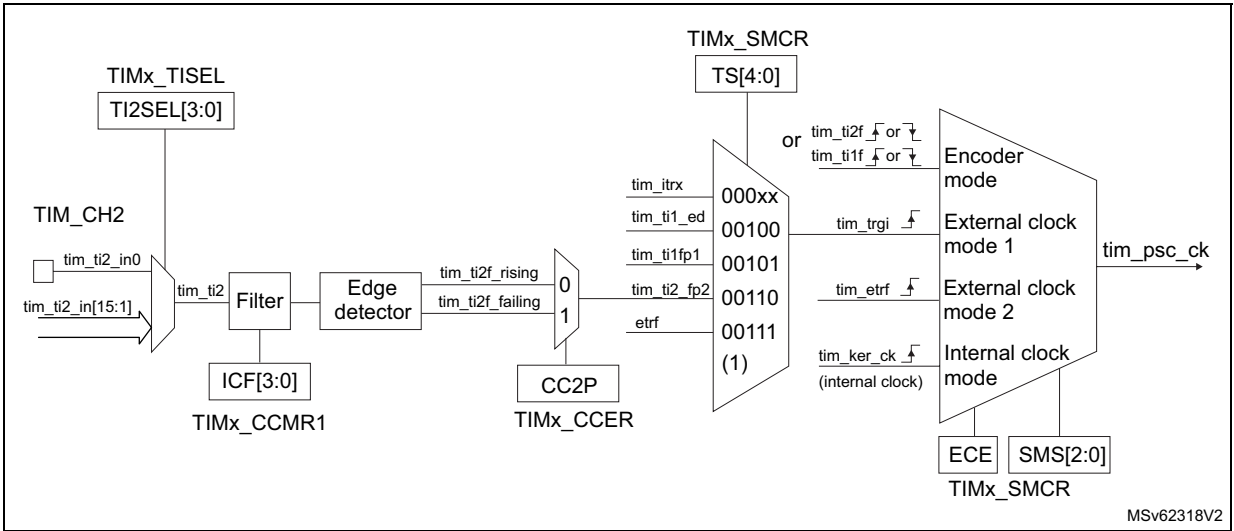 TIMx_SMCR
TS[4:0]
TIMx_TISEL
TI2SEL[3:0]
TIM_CH2
tim_ti2_in0
tim_ti2_in[15:1]
tim_ti2
Filter
ICF[3:0]
TIMx_CCMR1
Edge
detector
tim_ti2f_rising
tim_ti2f_failing
0
1
CC2P
TIMx_CCER
tim_itrx
tim_ti1_ed
tim_ti1fp1
tim_ti2_fp2
etrf
000xx
00100
00101
00110
00111
(1)
or
tim_ti2f or
tim_ti1f or
Encoder
mode
tim_trgi
External clock
mode 1
tim_etrf
External clock
mode 2
tim_ker_ck
(internal clock)
Internal clock
mode
tim_psc_ck
ECE
SMS[2:0]
TIMx_SMCR
MSv62318V2